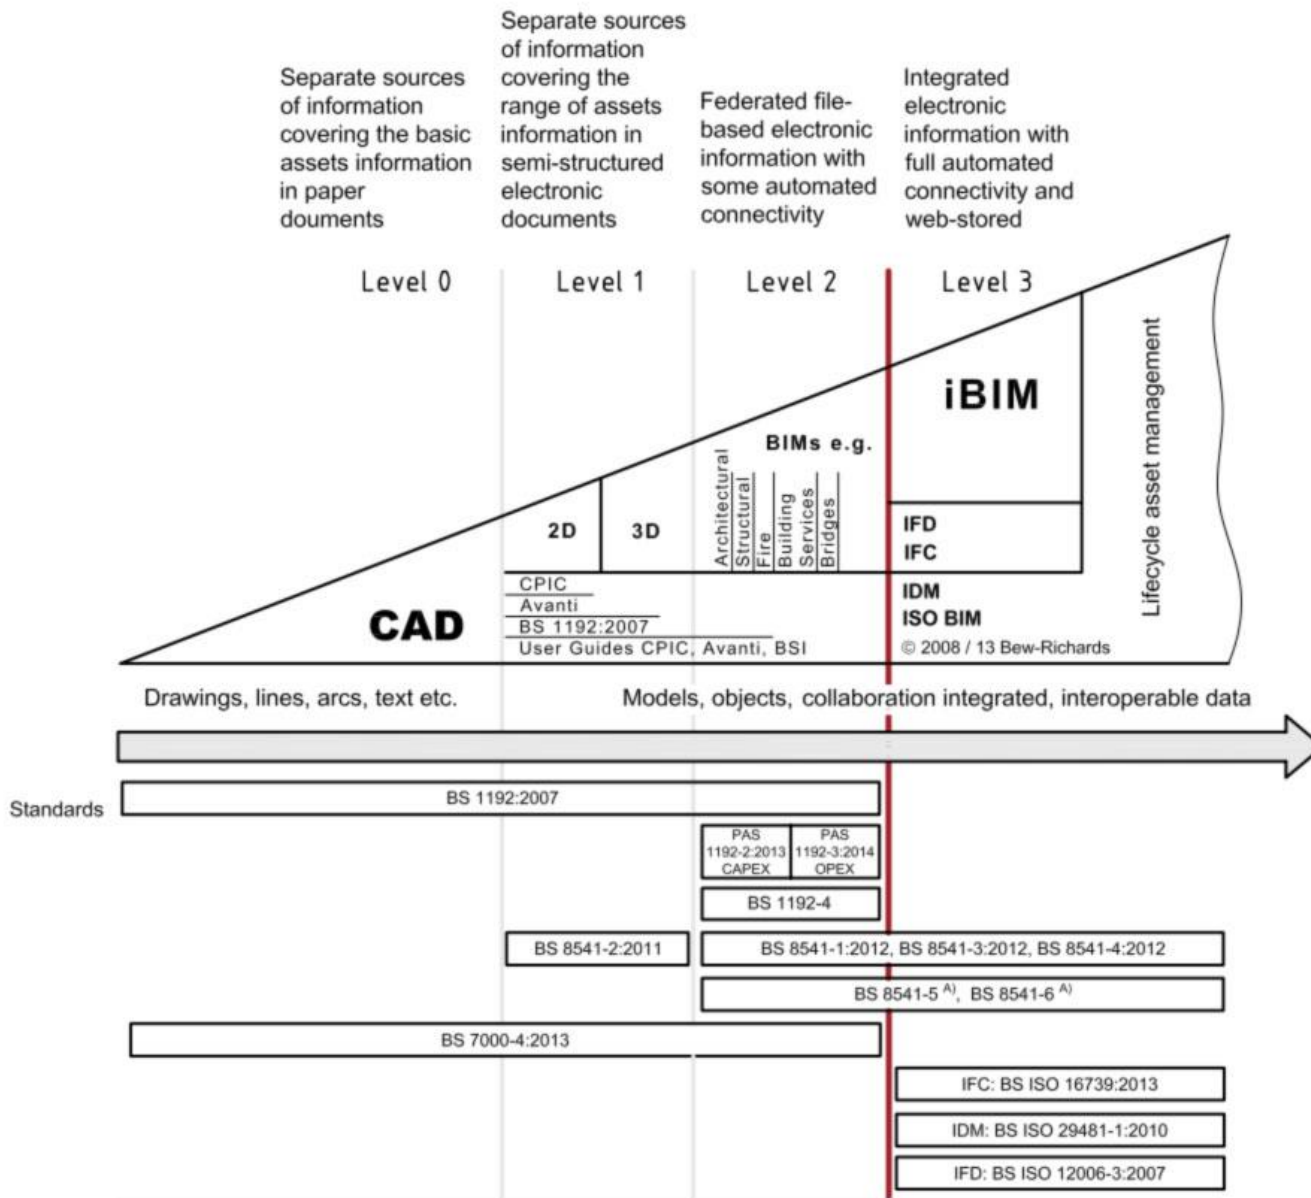 Separate sources
of information
covering the basic
assets information
in paper
douments
Separate sources
of information
covering the
range of assets
information in
semi-structured
electronic
documents
Federated file-
based electronic
information with
some automated
connectivity
Integrated
electronic
information with
full automated
connectivity and
web-stored
Level 0
Level 1
Level 2
Level 3
iBIM
BIMs e.g.
Architectural
Structural
Fire
Building
Services
Bridges
2D
3D
IFD
IFC
Lifecycle asset management
CAD
CPIC
Avanti
BS 1192:2007
User Guides CPIC, Avanti, BSI
IDM
ISO BIM
© 2008 / 13 Bew-Richards
Drawings, lines, arcs, text etc.
Models, objects, collaboration integrated, interoperable data
Standards
BS 1192:2007
PAS
1192-2:2013
CAPEX
PAS
1192-3:2014
OPEX
BS 1192-4
BS 8541-2:2011
BS 8541-1:2012, BS 8541-3:2012, BS 8541-4:2012
BS 8541-5 A), BS 8541-6 A)
BS 7000-4:2013
IFC: BS ISO 16739:2013
IDM: BS ISO 29481-1:2010
IFD: BS ISO 12006-3:2007